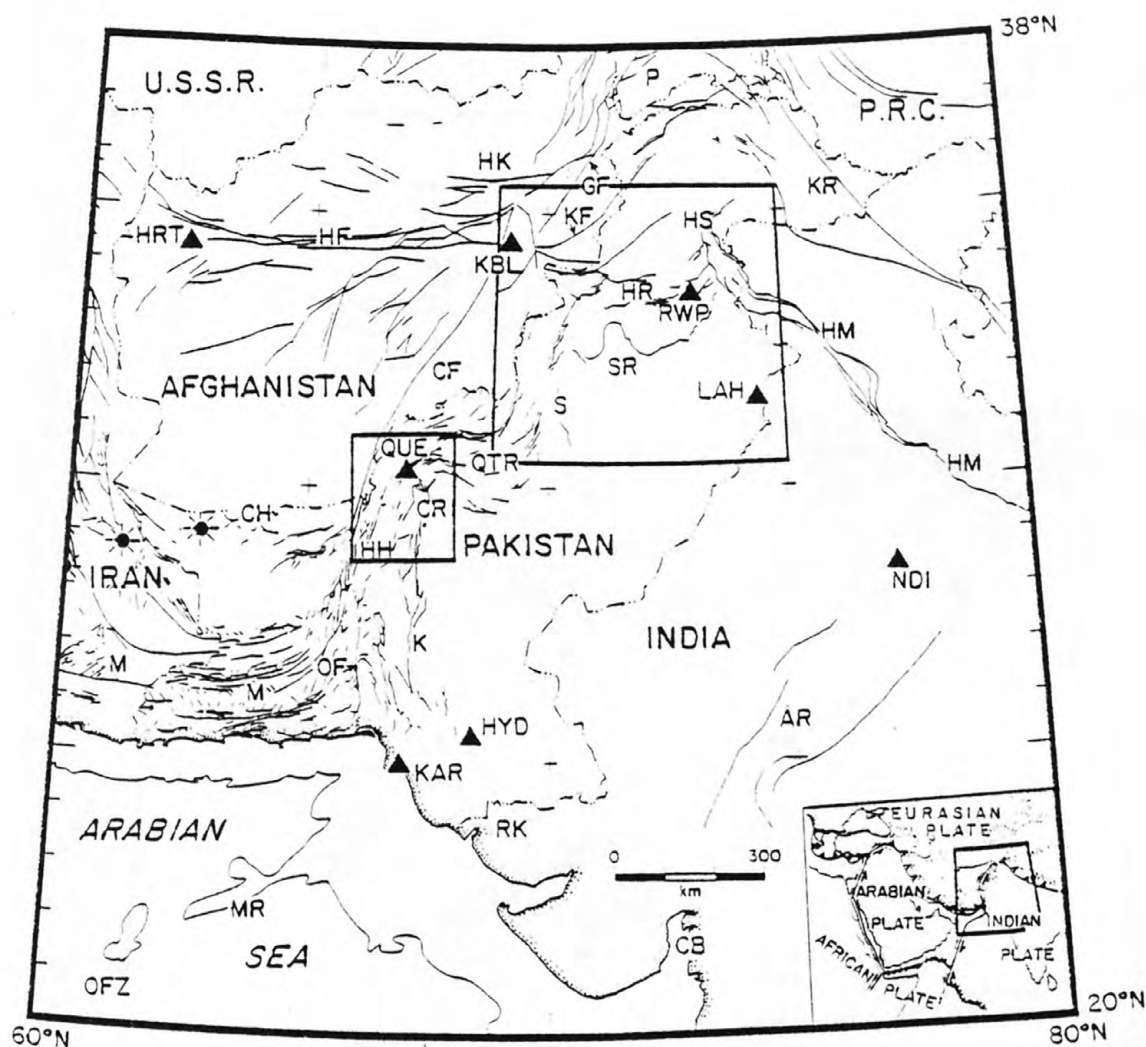 38°N
U.S.S.R.
P
P.R.C.
HK
GF
KR
KF
HS
HRT
HF
KBL
HR
RWP
HM
SR
CF
AFGHANISTAN
LAH
S
QUE
QTR
HM
CH
CR
HH
PAKISTAN
IRAN
NDI
K
INDIA
M
OF
M
AR
HYD
KAR
ARABIAN
RK
0 300
km
EURASIAN
PLATE
ARABIAN
PLATE
INDIAN
PLATE
AFRICAN
PLATE
MR
SEA
CB
OFZ
60°N
80°N
20°N